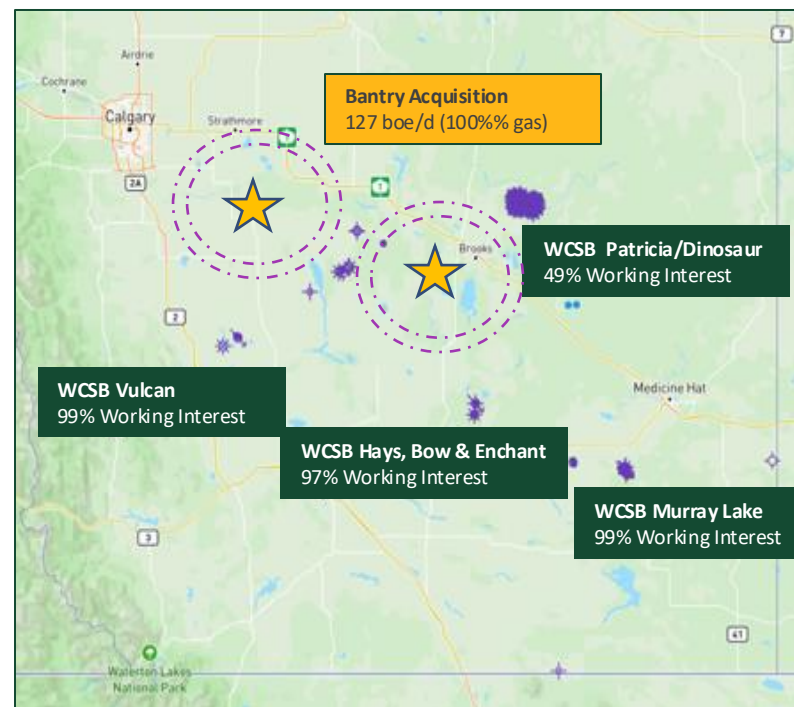 7
Airdrie
Cochrane
Bantry Acquisition
127 boe/d (100%% gas)
Calgary
Strathmore
1
2A
1
WCSB Patricia/Dinosaur
49% Working Interest
Brooks
2
WCSB Vulcan
99% Working Interest
Medicine Hat
WCSB Hays, Bow & Enchant
97% Working Interest
WCSB Murray Lake
99% Working Interest
3
41
Waterton Lakes
National Park